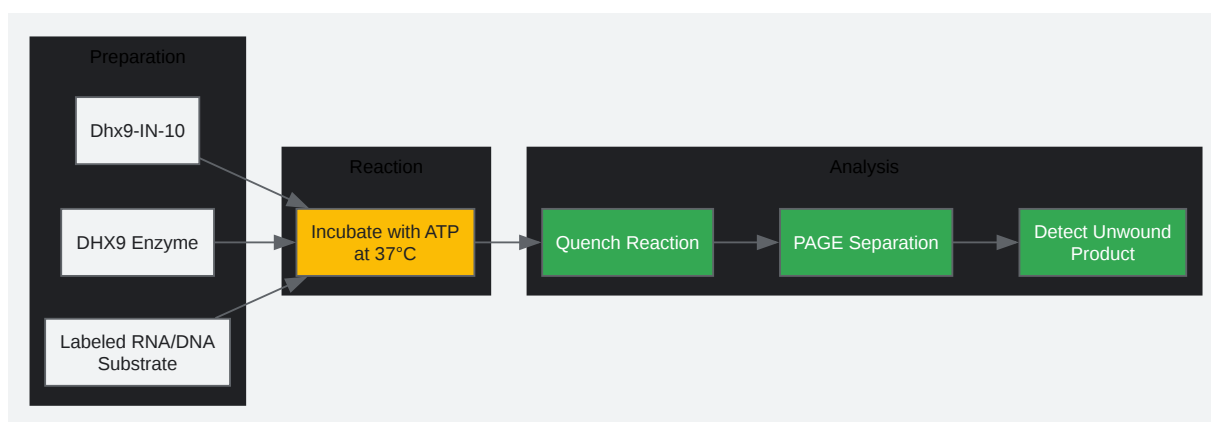 Preparation
Dhx9-IN-10
DHX9 Enzyme
Labeled RNA/DNA
Substrate
Reaction
Incubate with ATP
at 37°C
Analysis
Quench Reaction
PAGE Separation
Detect Unwound
Product